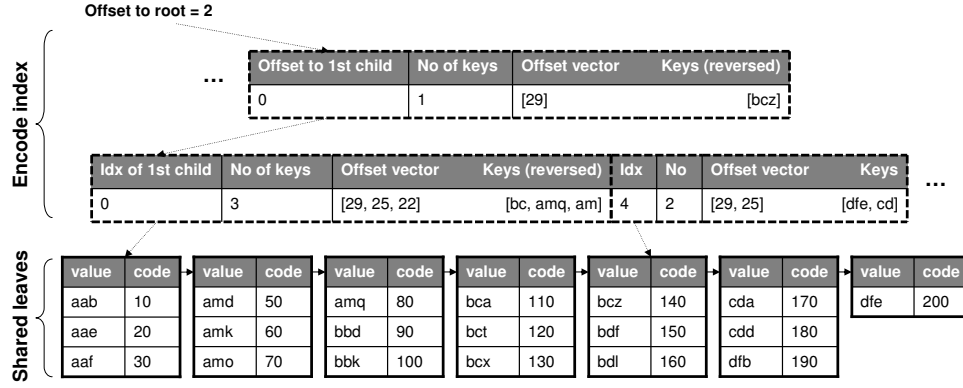 Offset to root = 2
Encode index
...
Offset to 1st child No of keys Offset vector Keys (reversed)
0 1 [29] [bcz]
Idx of 1st child No of keys Offset vector Keys (reversed) Idx No Offset vector Keys
0 3 [29, 25, 22] [bc, amq, am] 4 2 [29, 25] [dfe, cd]
...
Shared leaves
value code value code value code value code value code value code value code
aab 10 amd 50 amq 80 bca 110 bcz 140 cda 170 dfe 200
aae 20 amk 60 bbd 90 bct 120 bdf 150 cdd 180
aaf 30 amo 70 bbk 100 bcx 130 bdl 160 dfb 190